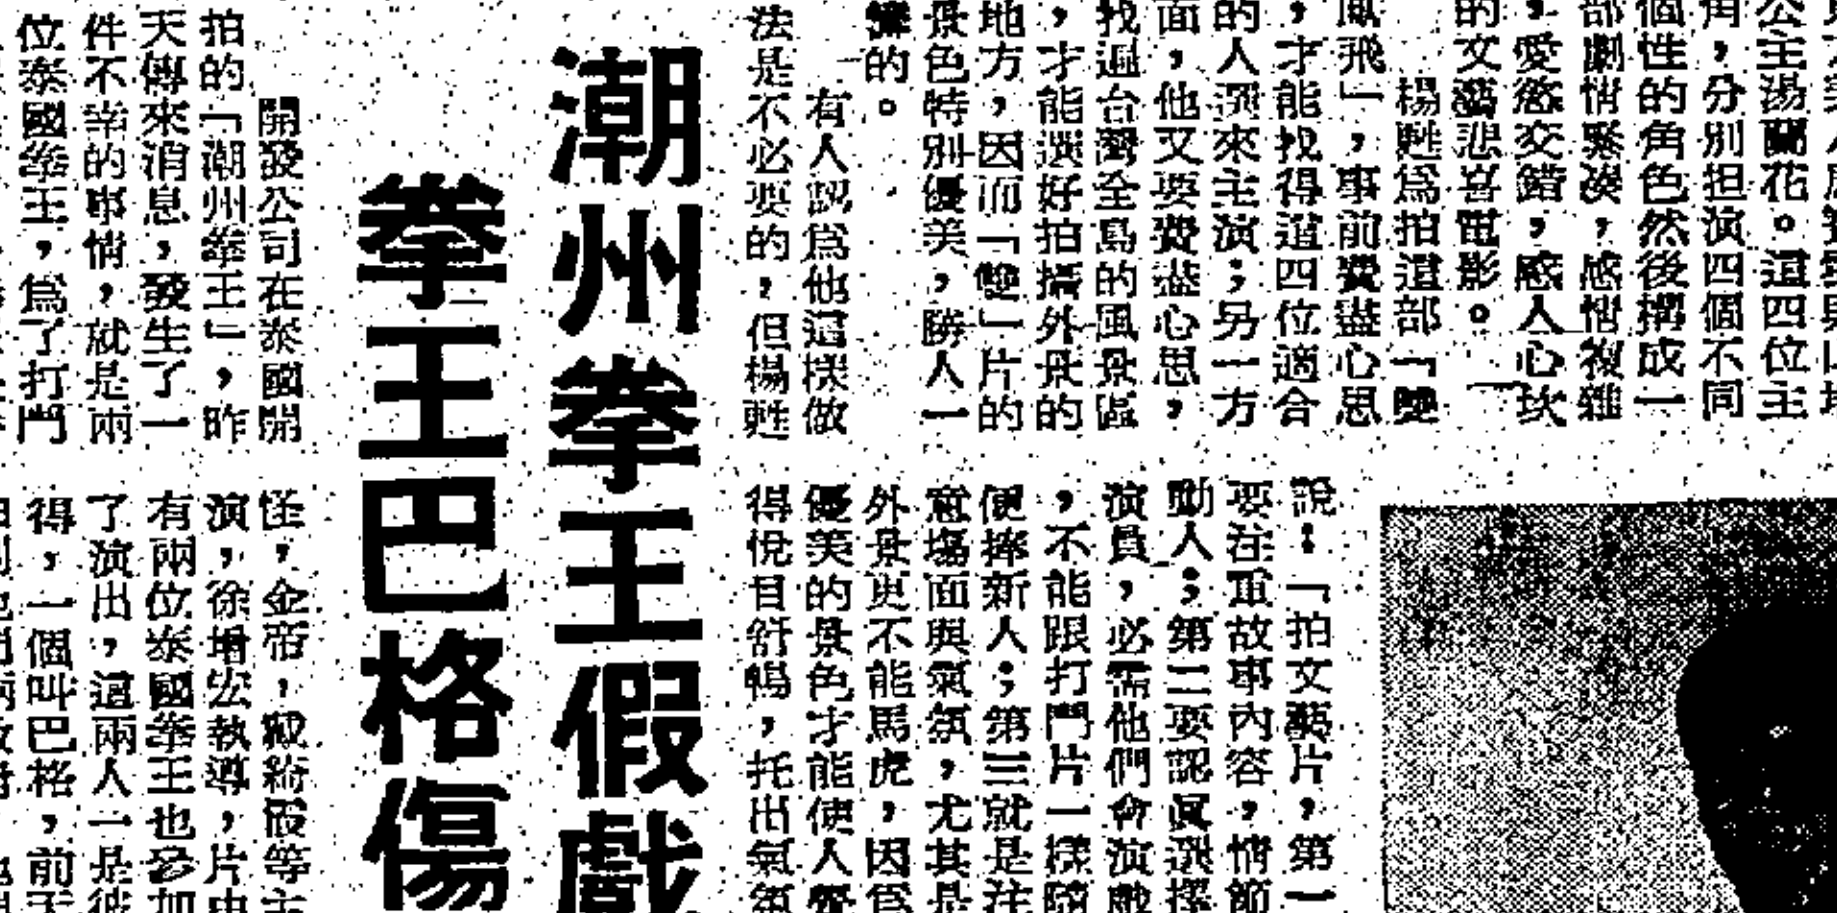 公主湯蘭花。這四位主
角，分別担演四個不同
個性的角色然後構成一
部劇情緊湊，感情複雜
，愛慾交錯，感人心坎
的文藝悲喜電影。
楊甦爲拍這部「雙
鳳飛」，事前費盡心思
，才能找得這四位適合
的人選來主演；另一方
面，他又要費盡心思，
找遍台灣全島的風景區
，才能選好拍攝外景的
地方，因而「雙」片的
景色特別優美，勝人一
籌的。
有人認爲他這樣做
法是不必要的，但楊甦
說：「拍文藝片，第一
要注重故事內容，情節
動人；第二要認眞選擇
演員，必需他們會演戲
，不能跟打鬥片一樣隨
便捧新人；第三就是注
意塲面與氣氛，尤其是
外景更不能馬虎，因爲
優美的景色才能使人覺
得悅目舒暢，托出氣氛
潮州拳王假戲
拳王巴格傷
開發公司在泰國開
拍的「潮州拳王」，昨
天傳來消息，發生了一
件不幸的事情，就是兩
位泰國拳王，爲了打鬥
怪，金帝，戴綺霞等主
演，徐增宏執導，片中
有兩位泰國拳王也參加
了演出，這兩人一是彼
得，一個叫巴格，前天